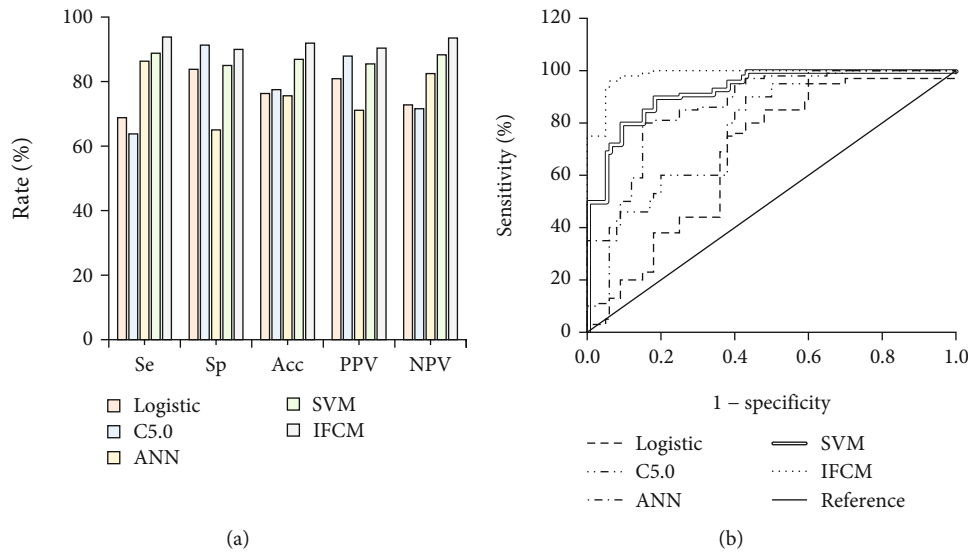 100
80
60
40
20
0
Rate (%)
Se Sp Acc PPV NPV
Logistic
C5.0
ANN
SVM
IFCM
(a)
120
100
80
60
40
20
0
Sensitivity (%)
0.0 0.2 0.4 0.6 0.8 1.0
1 − specificity
Logistic
C5.0
ANN
SVM
IFCM
Reference
(b)